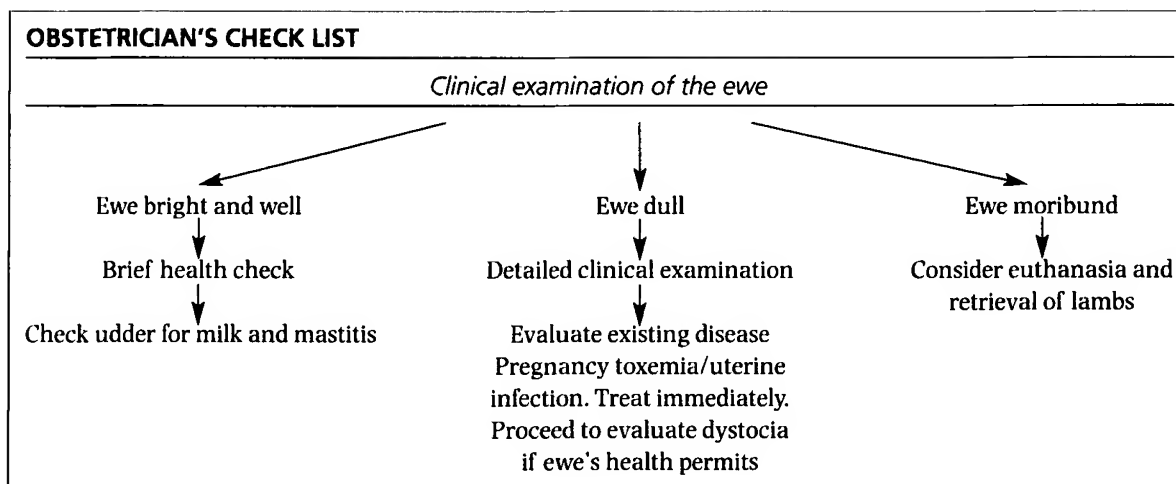 OBSTETRICIAN'S CHECK LIST
Clinical examination of the ewe
Ewe bright and well
Brief health check
Check udder for milk and mastitis
Ewe dull
Detailed clinical examination
Evaluate existing disease
Pregnancy toxemia/uterine
infection. Treat immediately.
Proceed to evaluate dystocia
if ewe's health permits
Ewe moribund
Consider euthanasia and
retrieval of lambs